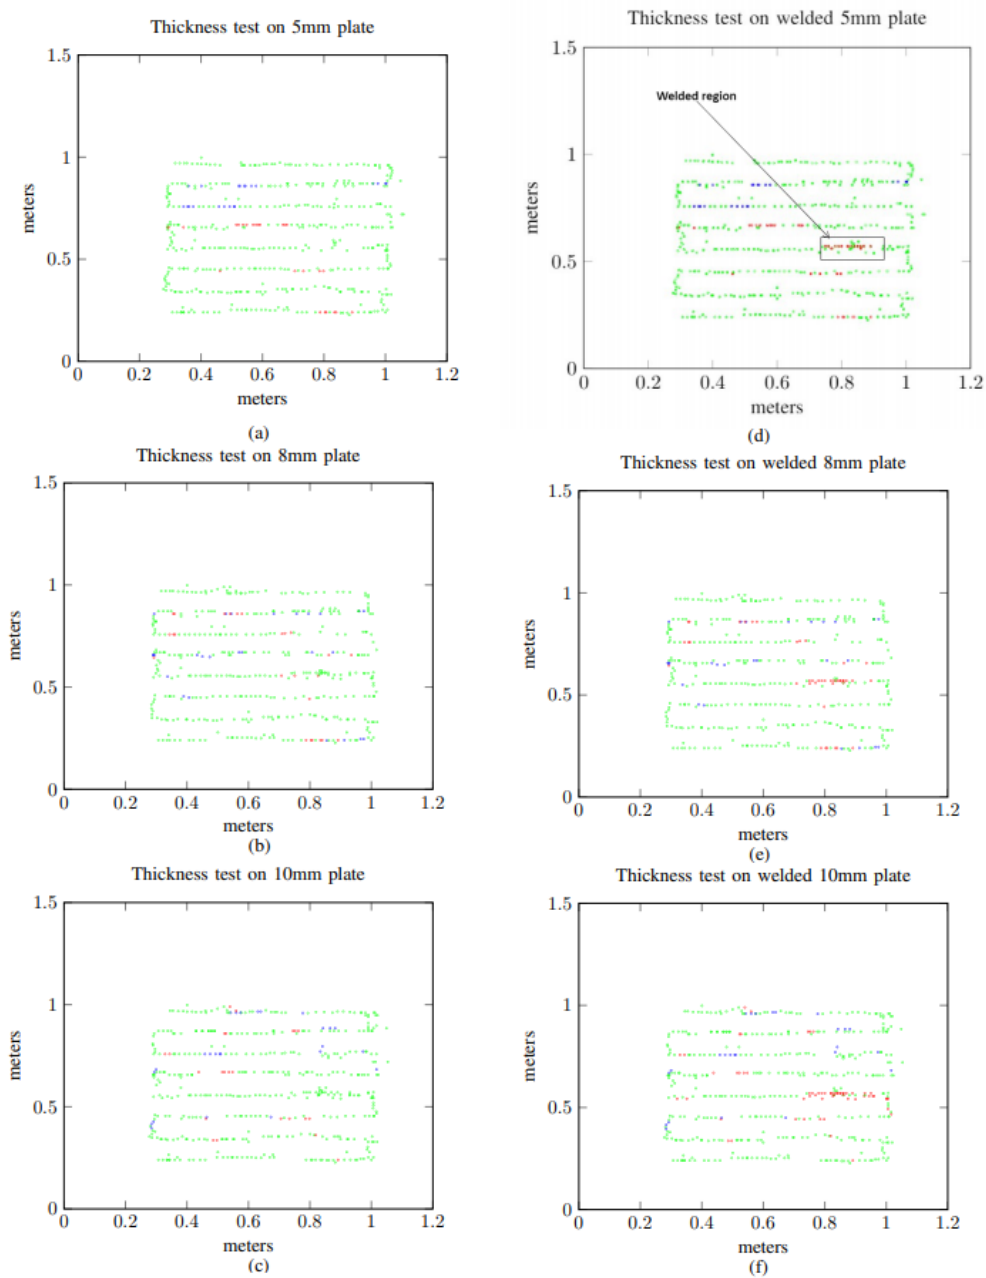 Thickness test on 5mm plate
1.5
1
0.5
0
meters
0 0.2 0.4 0.6 0.8 1 1.2
meters
(a)
Thickness test on welded 5mm plate
1.5
Welded region
1
0.5
0
meters
0 0.2 0.4 0.6 0.8 1 1.2
meters
(d)
Thickness test on 8mm plate
1.5
1
0.5
0
meters
0 0.2 0.4 0.6 0.8 1 1.2
meters
(b)
Thickness test on welded 8mm plate
1.5
1
0.5
0
meters
0 0.2 0.4 0.6 0.8 1 1.2
meters
(e)
Thickness test on 10mm plate
1.5
1
0.5
0
meters
0 0.2 0.4 0.6 0.8 1 1.2
meters
(c)
Thickness test on welded 10mm plate
1.5
1
0.5
0
meters
0 0.2 0.4 0.6 0.8 1 1.2
meters
(f)